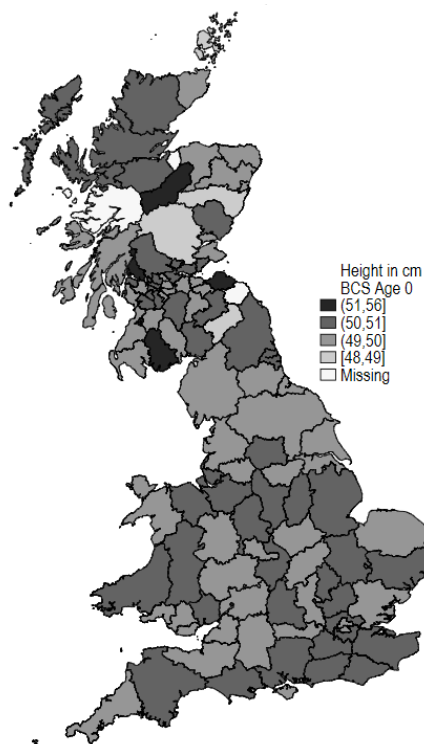 Height in cm
BCS Age 0
(51,56]
(50,51]
(49,50]
[48,49]
Missing